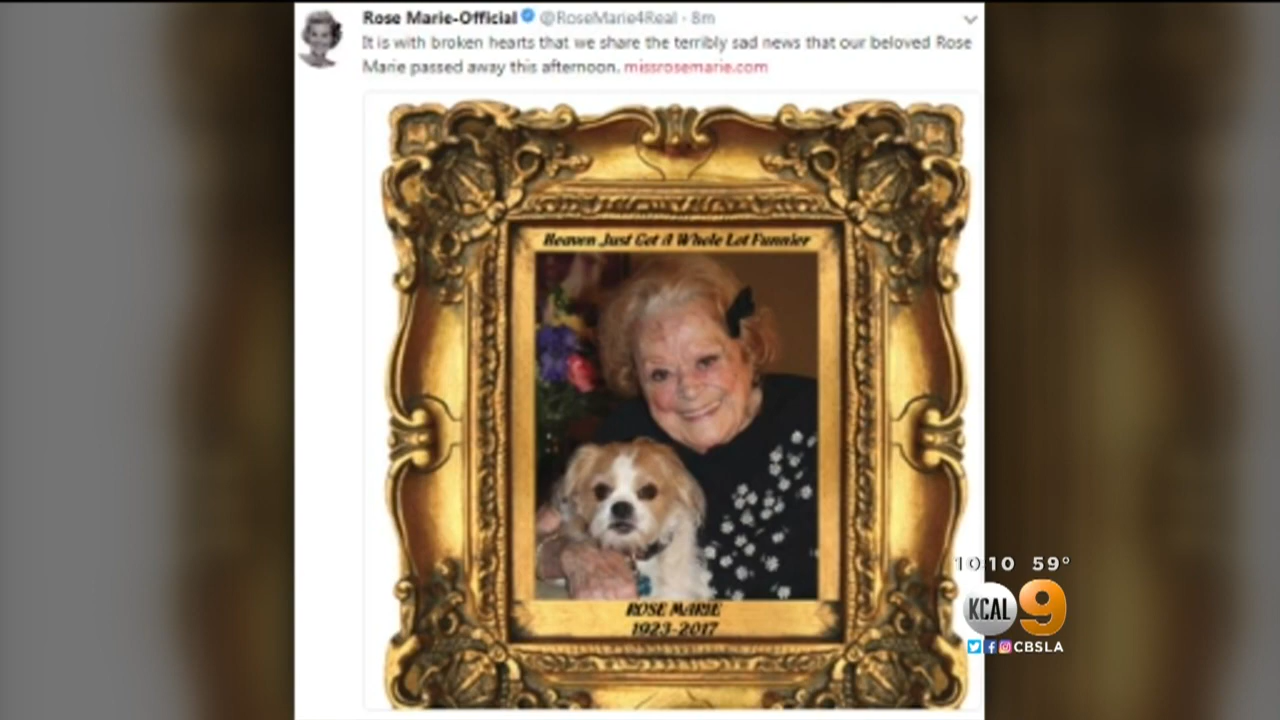 Rose Marie-Official @RoseMarie4Real · 8m
It is with broken hearts that we share the terribly sad news that our beloved Rose
Marie passed away this afternoon. missrosemarie.com
Heaven Just Got A Whole Lot Funnier
ROSE MARIE
1923-2017
10:10 59°
KCAL 9
CBSLA